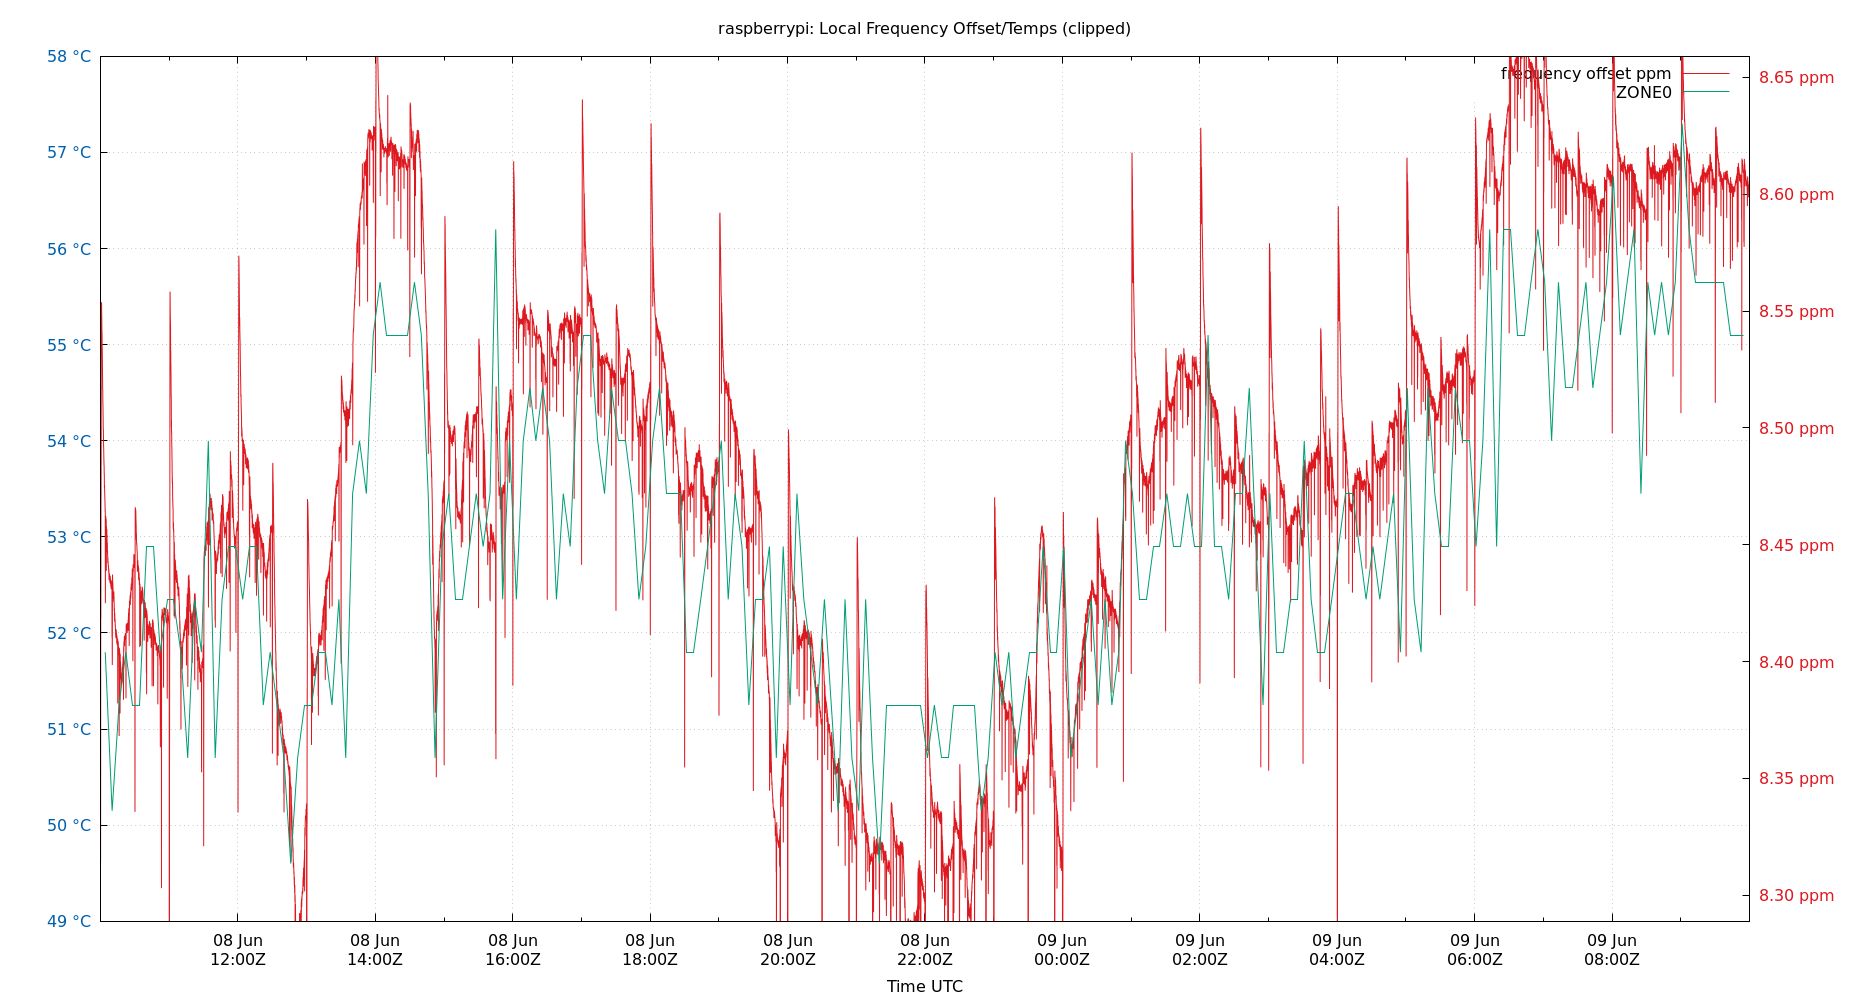 raspberrypi: Local Frequency Offset/Temps (clipped)
58 °C
57 °C
56 °C
55 °C
54 °C
53 °C
52 °C
51 °C
50 °C
49 °C
frequency offset ppm
ZONE0
8.65 ppm
8.60 ppm
8.55 ppm
8.50 ppm
8.45 ppm
8.40 ppm
8.35 ppm
8.30 ppm
08 Jun
12:00Z
08 Jun
14:00Z
08 Jun
16:00Z
08 Jun
18:00Z
08 Jun
20:00Z
08 Jun
22:00Z
09 Jun
00:00Z
09 Jun
02:00Z
09 Jun
04:00Z
09 Jun
06:00Z
09 Jun
08:00Z
Time UTC